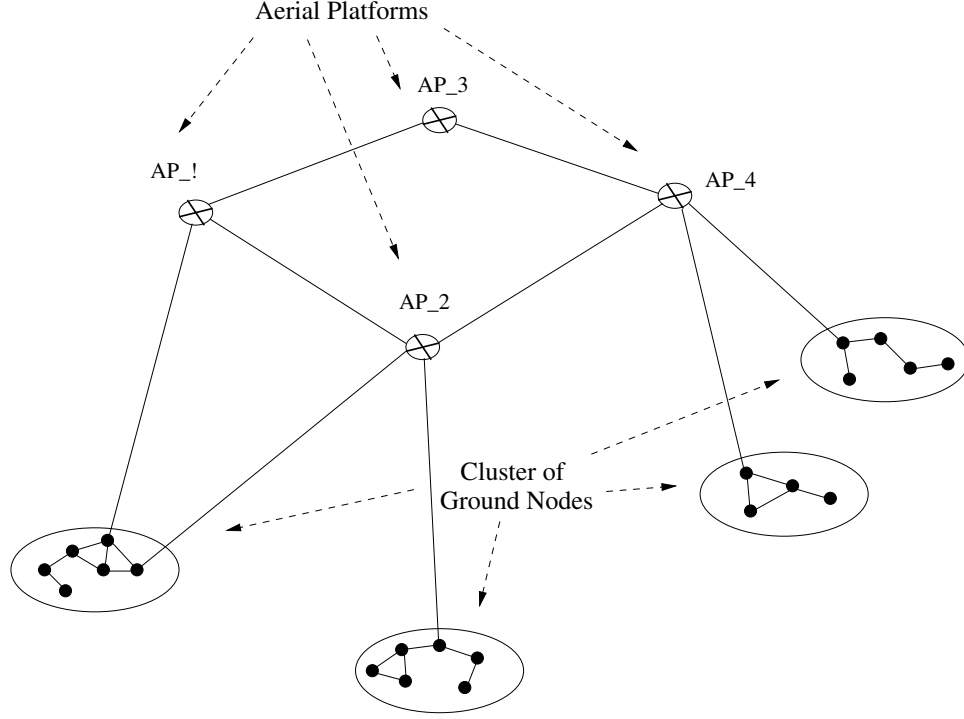 Aerial Platforms
AP_3
AP_!
AP_4
AP_2
Cluster of
Ground Nodes